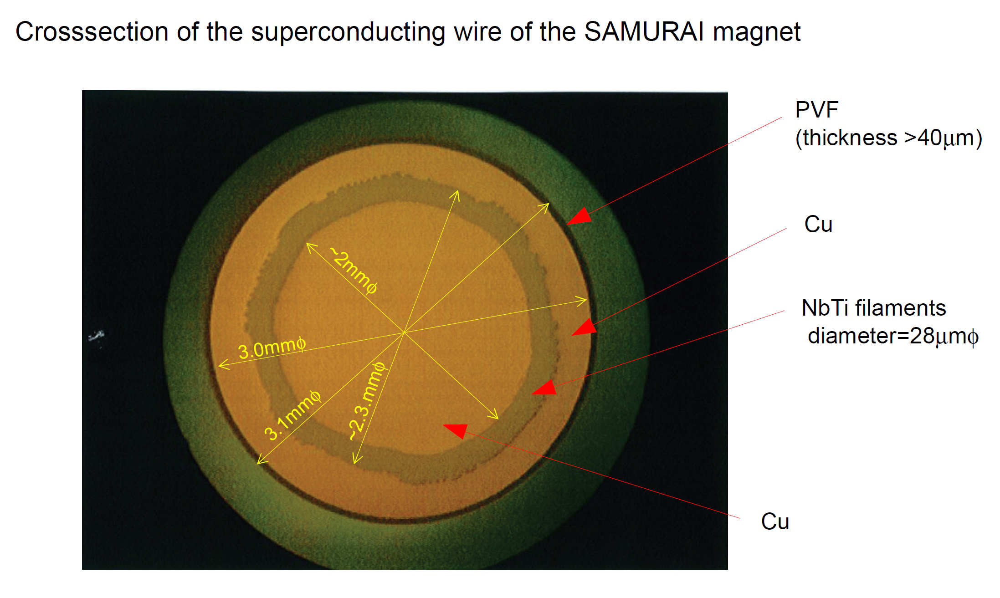 Crosssection of the superconducting wire of the SAMURAI magnet
PVF
(thickness >40μm)
Cu
NbTi filaments
diameter=28μmϕ
Cu
~2mmϕ
3.0mmϕ
3.1mmϕ
~2.3.mmϕ